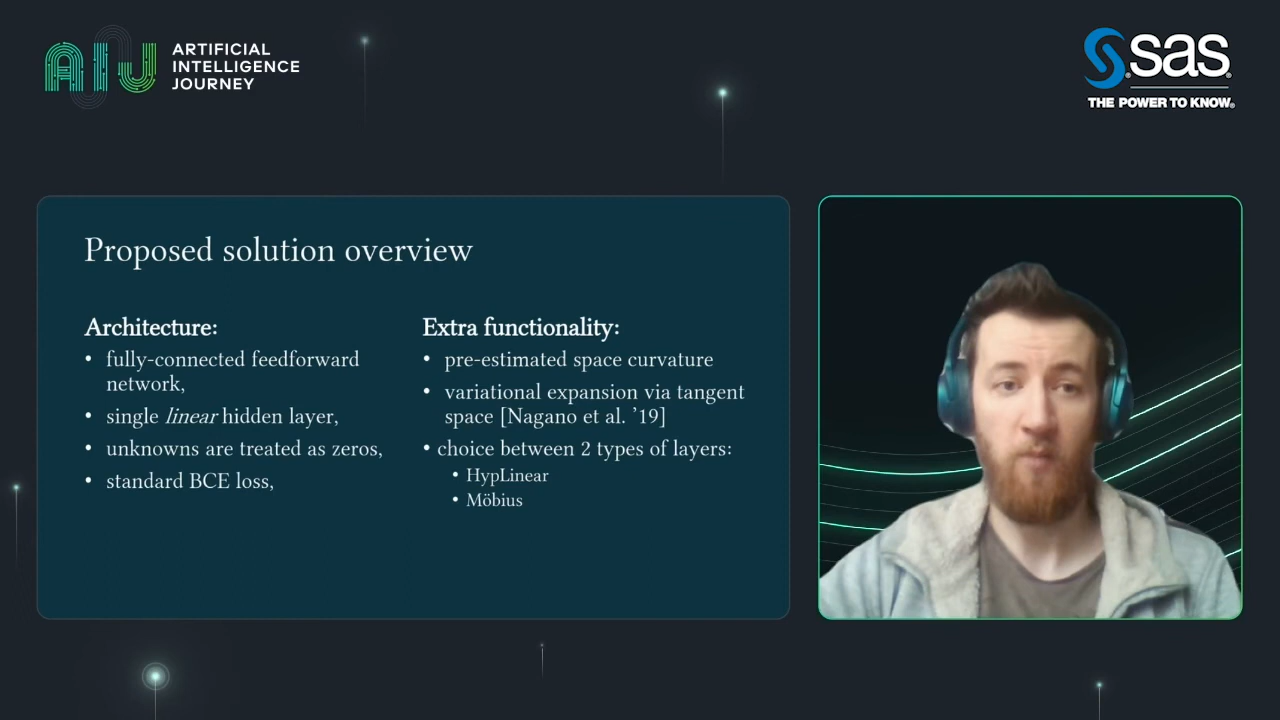 ARTIFICIAL
INTELLIGENCE
JOURNEY
sas
THE POWER TO KNOW®
Proposed solution overview
Architecture:
• fully-connected feedforward
network,
• single linear hidden layer,
• unknowns are treated as zeros,
• standard BCE loss,
Extra functionality:
• pre-estimated space curvature
• variational expansion via tangent
space [Nagano et al. ’19]
• choice between 2 types of layers:
• HypLinear
• Möbius